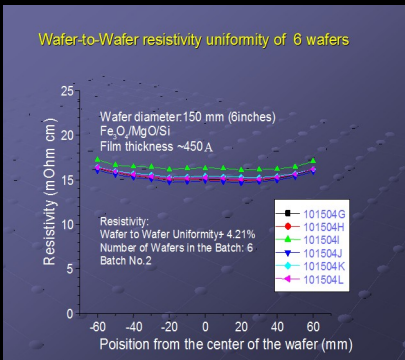 Wafer-to-Wafer resistivity uniformity of 6 wafers
25
20
15
10
5
0
Resistivity (mOhm cm)
Wafer diameter:150 mm (6inches)
Fe3O4/MgO/Si
Film thickness ~450 A
Resistivity:
Wafer to Wafer Uniformity± 4.21%
Number of Wafers in the Batch: 6
Batch No.2
101504G
101504H
101504I
101504J
101504K
101504L
-60 -40 -20 0 20 40 60
Poisition from the center of the wafer (mm)